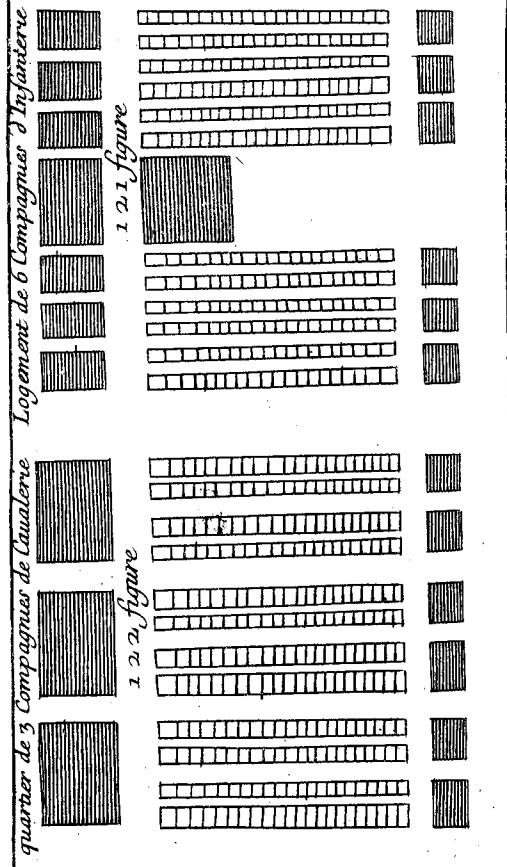 Logement de 6 Compagnies d'Infanterie
121 figure
quartier de 3 Compagnies de Caualerie
122 figure